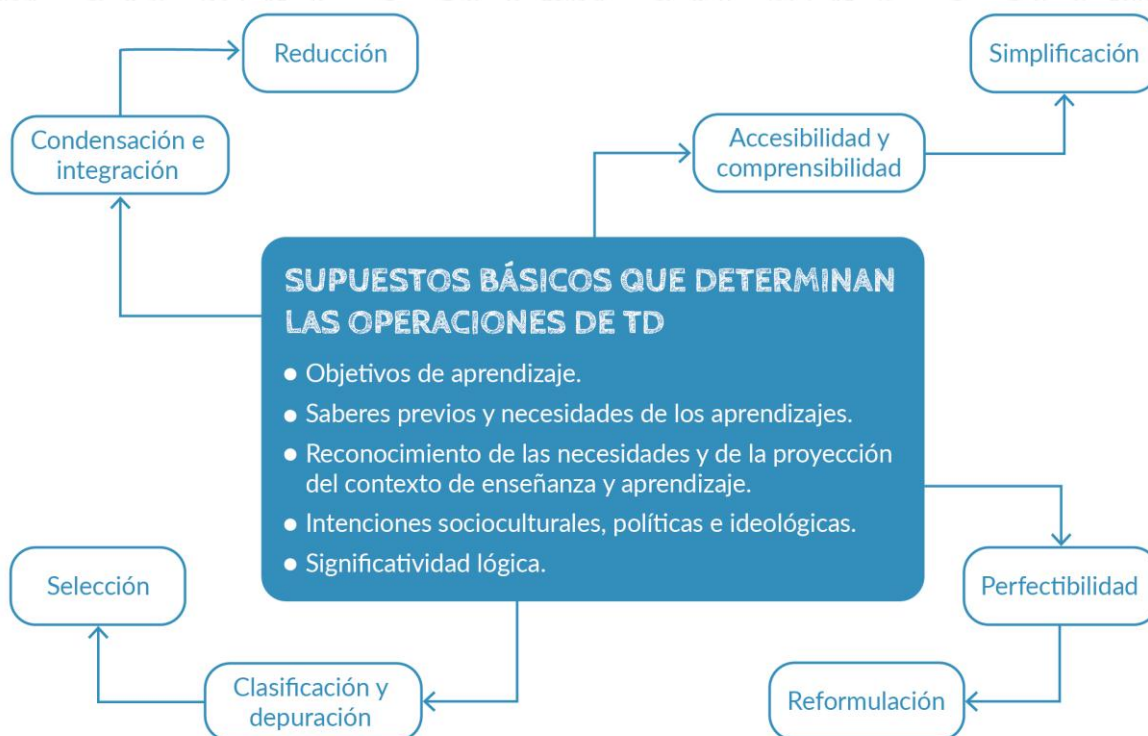 Reducción
Simplificación
Condensación e
integración
Accesibilidad y
comprensibilidad
SUPUESTOS BÁSICOS QUE DETERMINAN
LAS OPERACIONES DE TD
• Objetivos de aprendizaje.
• Saberes previos y necesidades de los aprendizajes.
• Reconocimiento de las necesidades y de la proyección
del contexto de enseñanza y aprendizaje.
• Intenciones socioculturales, políticas e ideológicas.
• Significatividad lógica.
Selección
Perfectibilidad
Clasificación y
depuración
Reformulación